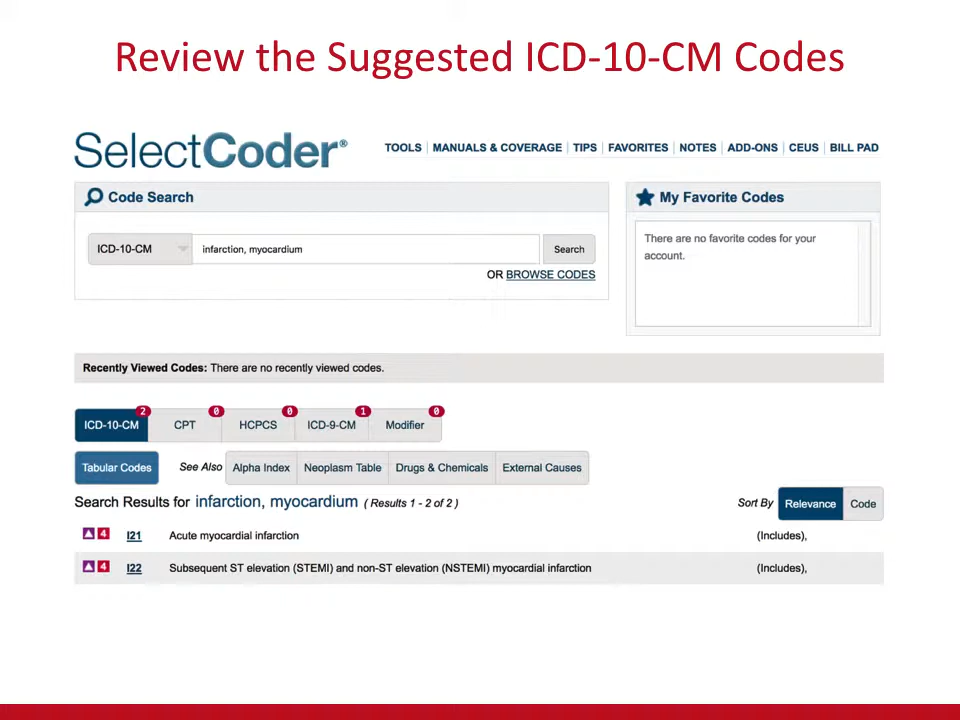 Review the Suggested ICD-10-CM Codes
SelectCoder®
TOOLS | MANUALS & COVERAGE | TIPS | FAVORITES | NOTES | ADD-ONS | CEUS | BILL PAD
Code Search
ICD-10-CM infarction, myocardium Search
OR BROWSE CODES
My Favorite Codes
There are no favorite codes for your
account.
Recently Viewed Codes: There are no recently viewed codes.
ICD-10-CM 2 CPT 0 HCPCS 0 ICD-9-CM 1 Modifier 0
Tabular Codes See Also Alpha Index Neoplasm Table Drugs & Chemicals External Causes
Search Results for infarction, myocardium ( Results 1 - 2 of 2 ) Sort By Relevance Code
4 I21 Acute myocardial infarction (Includes),
4 I22 Subsequent ST elevation (STEMI) and non-ST elevation (NSTEMI) myocardial infarction (Includes),